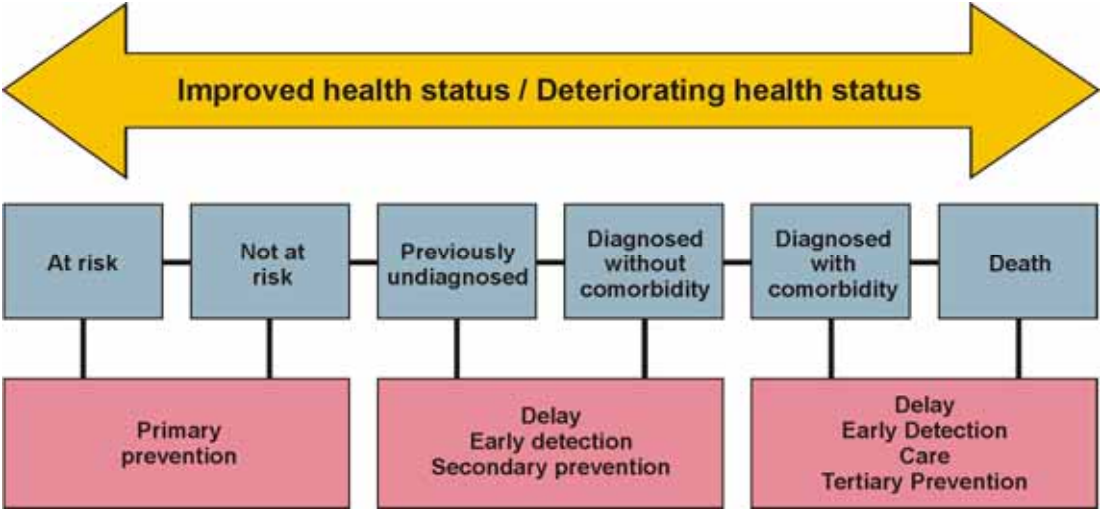 Improved health status / Deteriorating health status
At risk
Not at
risk
Previously
undiagnosed
Diagnosed
without
comorbidity
Diagnosed
with
comorbidity
Death
Primary
prevention
Delay
Early detection
Secondary prevention
Delay
Early Detection
Care
Tertiary Prevention